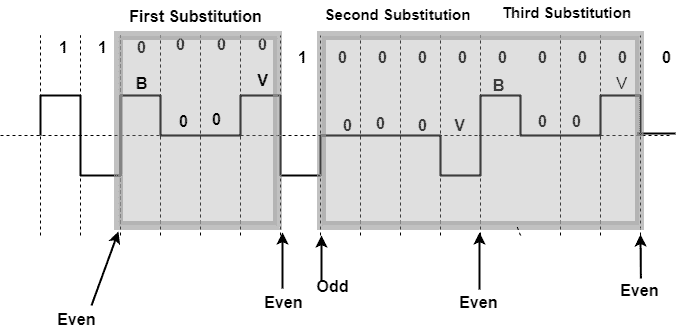 First Substitution Second Substitution Third Substitution
1 1 0 0 0 0 1 0 0 0 0 0 0 0 0 0
B V B V
0 0 0 0 0 V 0 0
Odd
Even Even Even Even